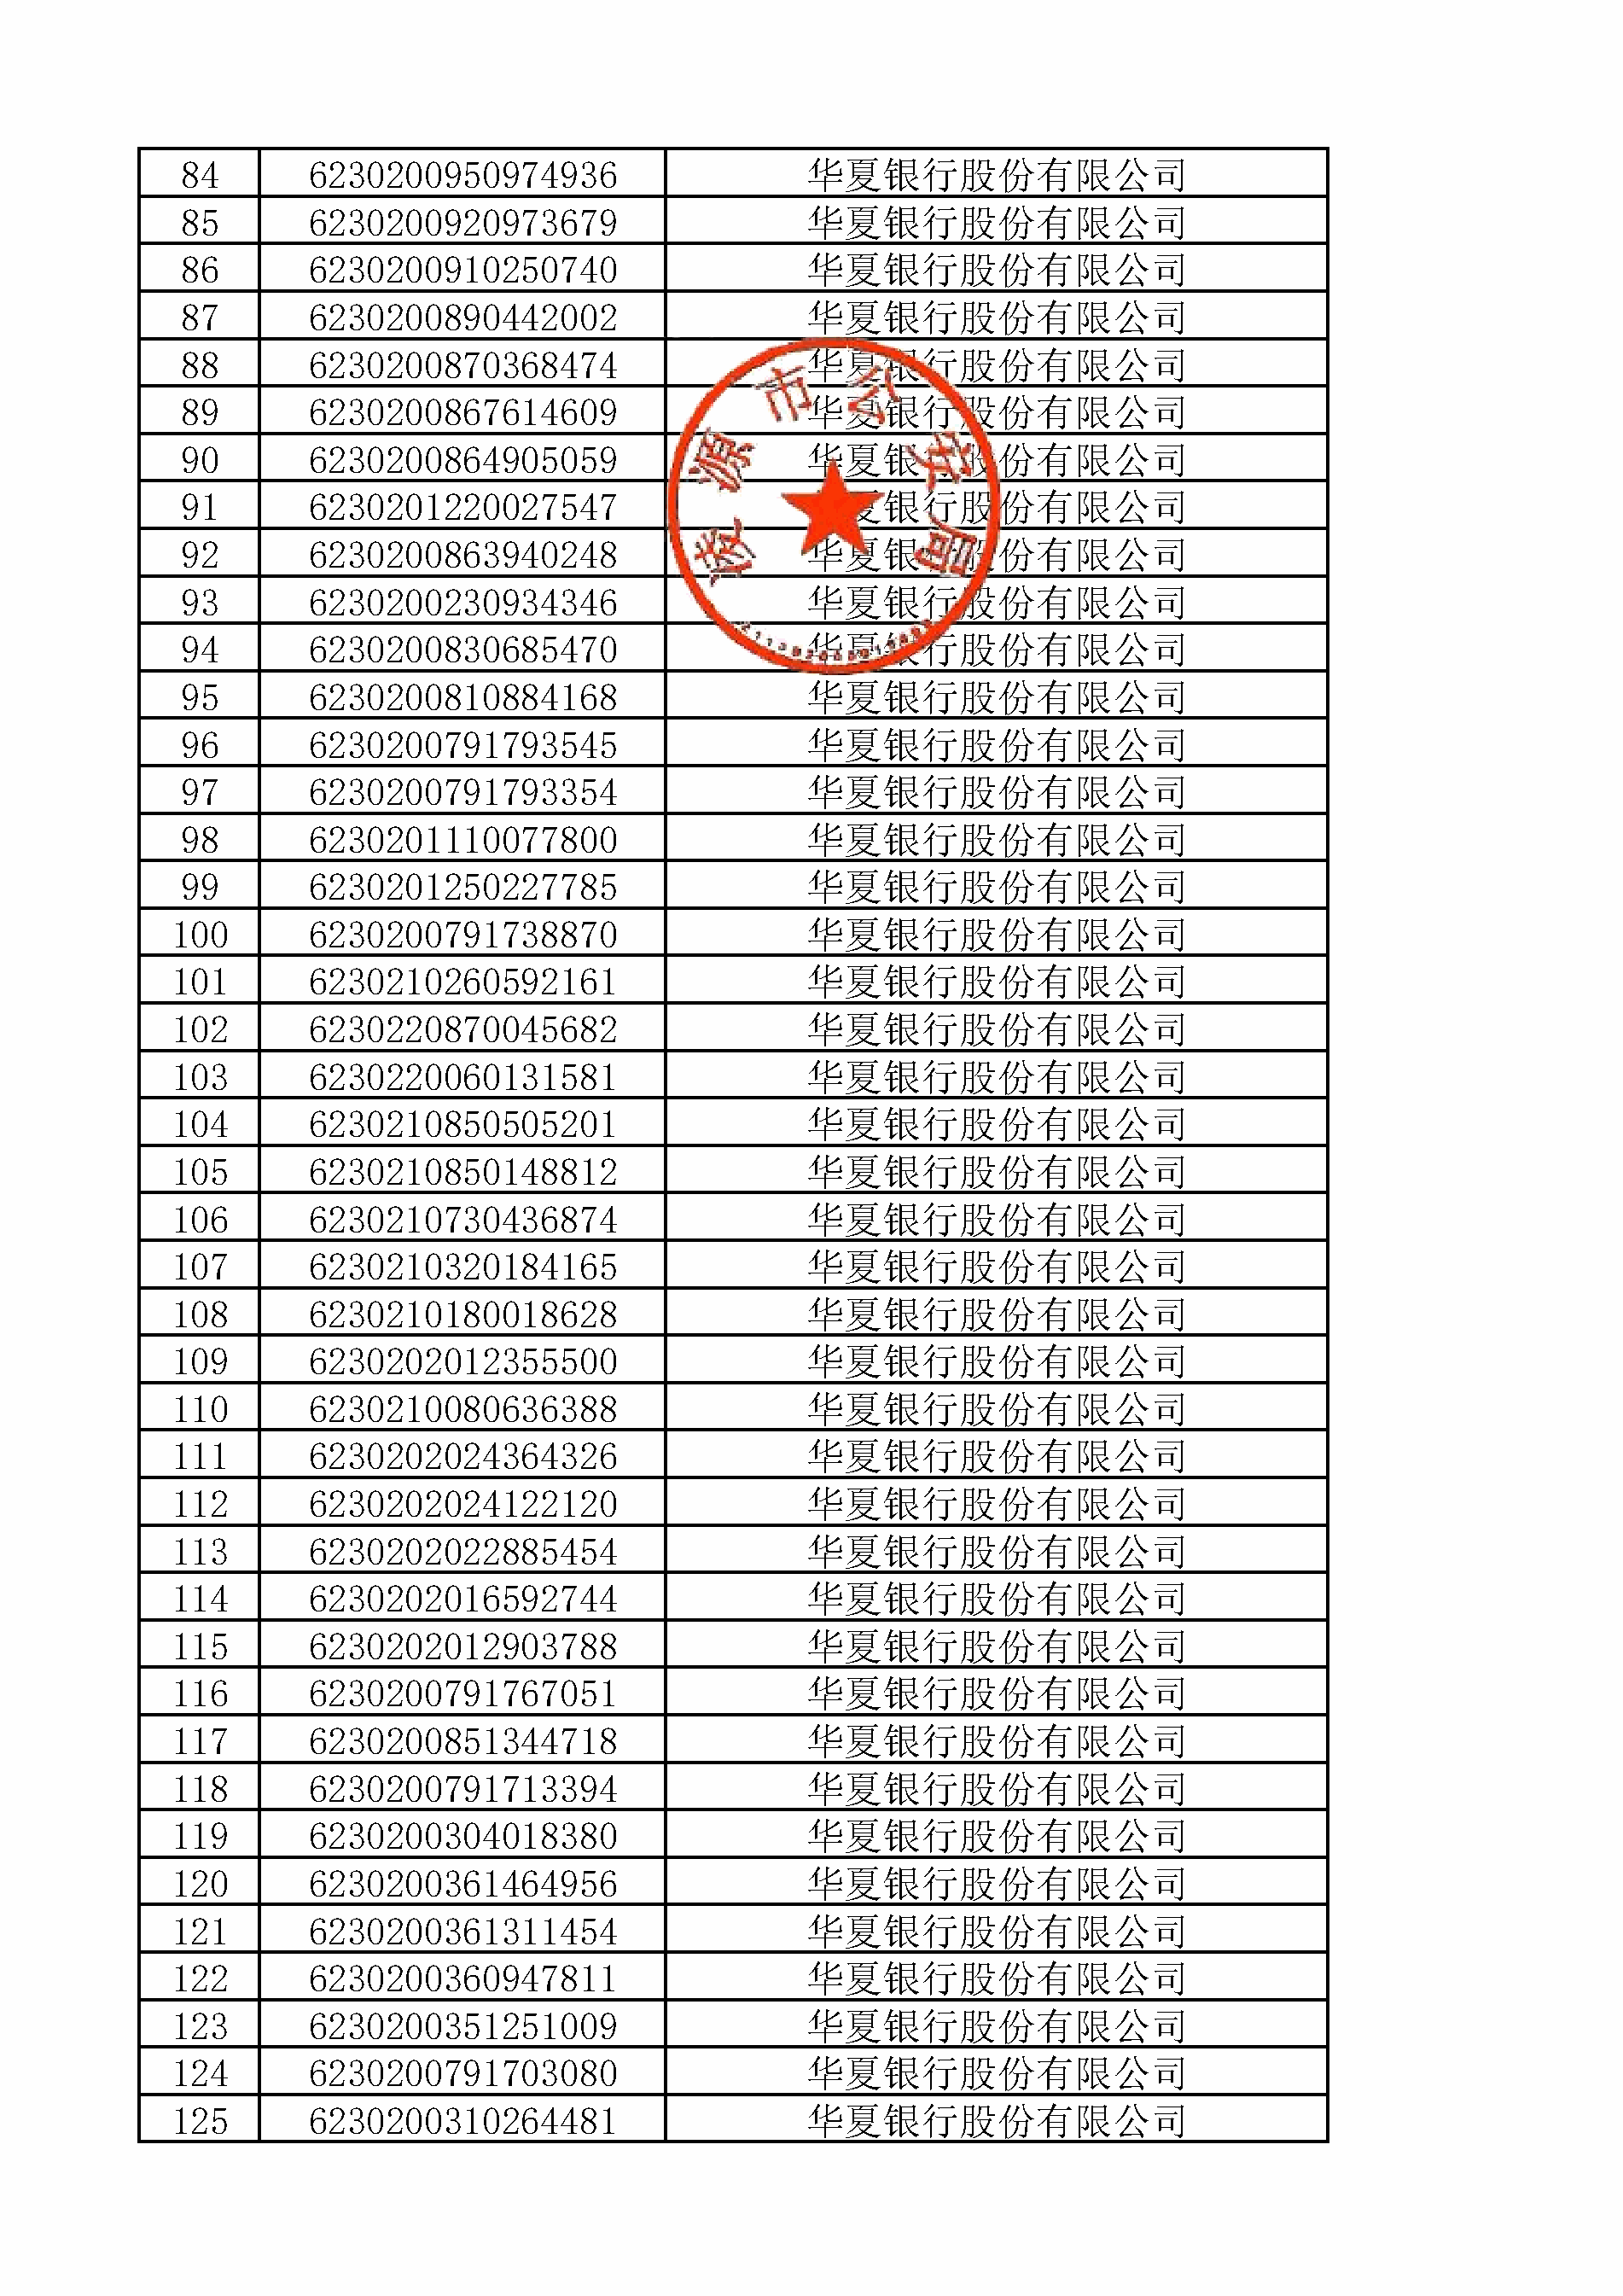 84 6230200950974936 华夏银行股份有限公司
85 6230200920973679 华夏银行股份有限公司
86 6230200910250740 华夏银行股份有限公司
87 6230200890442002 华夏银行股份有限公司
88 6230200870368474 华夏银行股份有限公司
89 6230200867614609 华夏银行股份有限公司
90 6230200864905059 华夏银行股份有限公司
91 6230201220027547 华夏银行股份有限公司
92 6230200863940248 华夏银行股份有限公司
93 6230200230934346 华夏银行股份有限公司
94 6230200830685470 华夏银行股份有限公司
凌源市公安局
95 6230200810884168 华夏银行股份有限公司
96 6230200791793545 华夏银行股份有限公司
97 6230200791793354 华夏银行股份有限公司
98 6230201110077800 华夏银行股份有限公司
99 6230201250227785 华夏银行股份有限公司
100 6230200791738870 华夏银行股份有限公司
101 6230210260592161 华夏银行股份有限公司
102 6230220870045682 华夏银行股份有限公司
103 6230220060131581 华夏银行股份有限公司
104 6230210850505201 华夏银行股份有限公司
105 6230210850148812 华夏银行股份有限公司
106 6230210730436874 华夏银行股份有限公司
107 6230210320184165 华夏银行股份有限公司
108 6230210180018628 华夏银行股份有限公司
109 6230202012355500 华夏银行股份有限公司
110 6230210080636388 华夏银行股份有限公司
111 6230202024364326 华夏银行股份有限公司
112 6230202024122120 华夏银行股份有限公司
113 6230202022885454 华夏银行股份有限公司
114 6230202016592744 华夏银行股份有限公司
115 6230202012903788 华夏银行股份有限公司
116 6230200791767051 华夏银行股份有限公司
117 6230200851344718 华夏银行股份有限公司
118 6230200791713394 华夏银行股份有限公司
119 6230200304018380 华夏银行股份有限公司
120 6230200361464956 华夏银行股份有限公司
121 6230200361311454 华夏银行股份有限公司
122 6230200360947811 华夏银行股份有限公司
123 6230200351251009 华夏银行股份有限公司
124 6230200791703080 华夏银行股份有限公司
125 6230200310264481 华夏银行股份有限公司